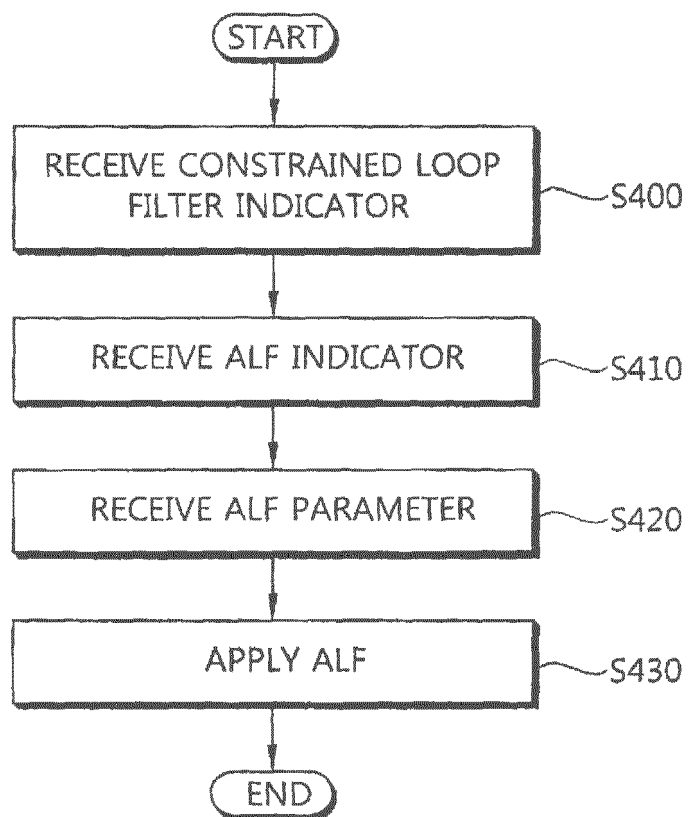 START
RECEIVE CONSTRAINED LOOP
FILTER INDICATOR
S400
RECEIVE ALF INDICATOR
S410
RECEIVE ALF PARAMETER
S420
APPLY ALF
S430
END